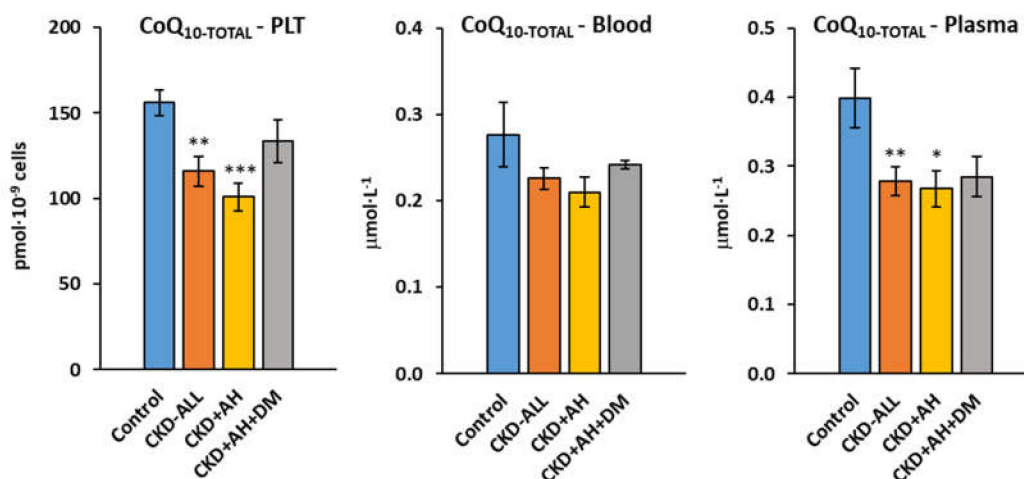 CoQ10-TOTAL - PLT
200
150
100
50
0
pmol·10⁻⁹ cells
**
***
Control
CKD-ALL
CKD+AH
CKD+AH+DM
CoQ10-TOTAL - Blood
0.4
0.3
0.2
0.1
0.0
µmol·L⁻¹
Control
CKD-ALL
CKD+AH
CKD+AH+DM
CoQ10-TOTAL - Plasma
0.5
0.4
0.3
0.2
0.1
0.0
µmol·L⁻¹
**
*
Control
CKD-ALL
CKD+AH
CKD+AH+DM